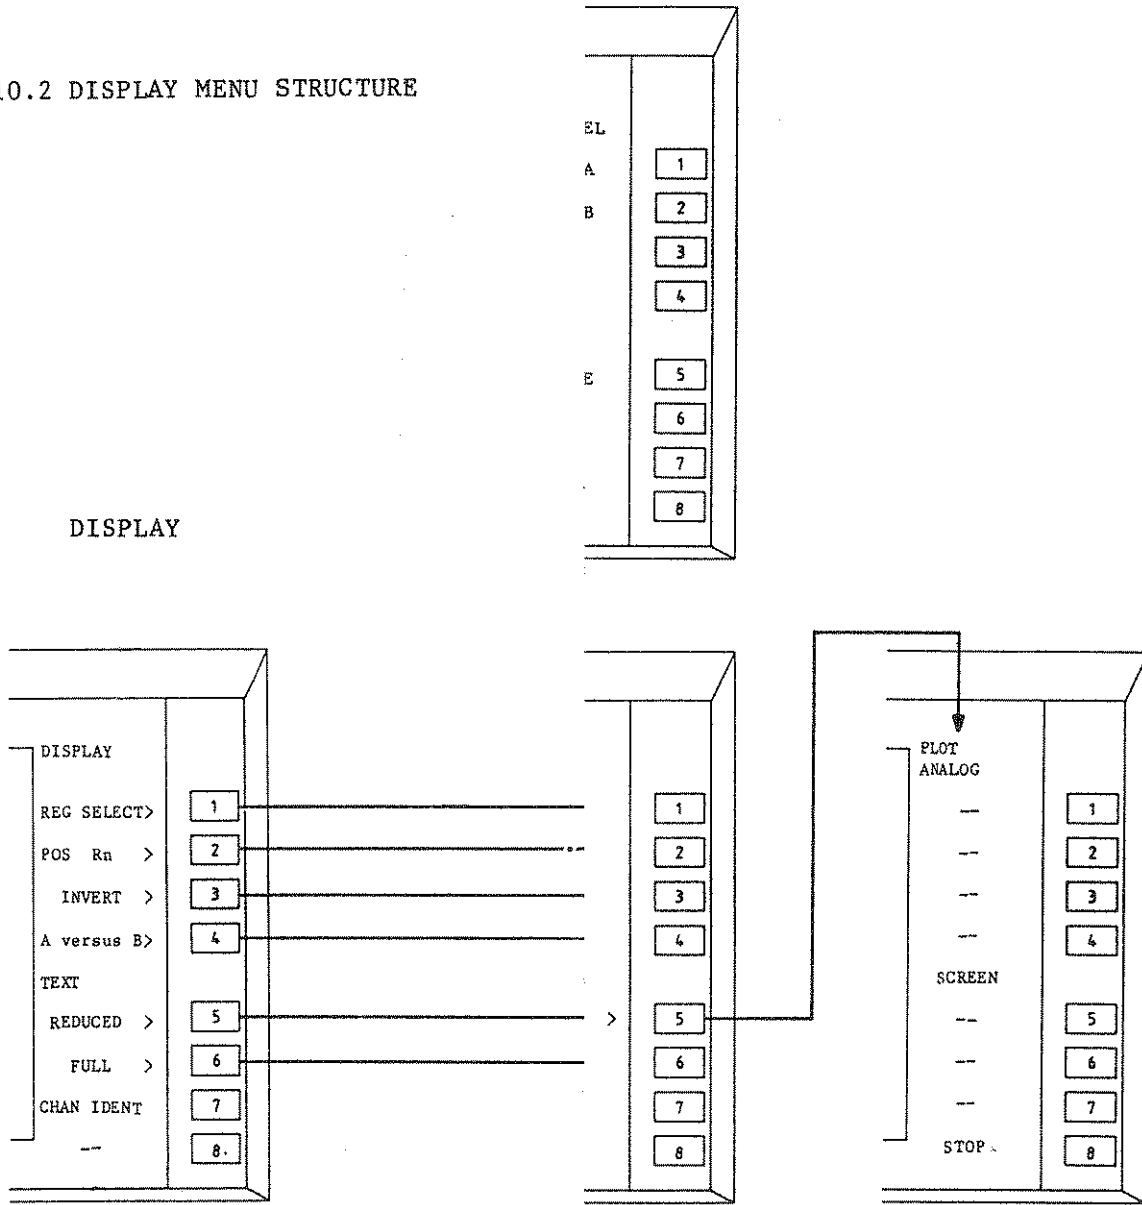 .0.2 DISPLAY MENU STRUCTURE
EL
A 1
B 2
3
4
E 5
6
7
8
DISPLAY
DISPLAY
REG SELECT> 1
POS Rn > 2
INVERT > 3
A versus B> 4
TEXT
REDUCED > 5
FULL > 6
CHAN IDENT 7
-- 8.
1
2
3
4
> 5
6
7
8
PLOT
ANALOG
-- 1
-- 2
-- 3
-- 4
SCREEN
-- 5
-- 6
-- 7
STOP 8